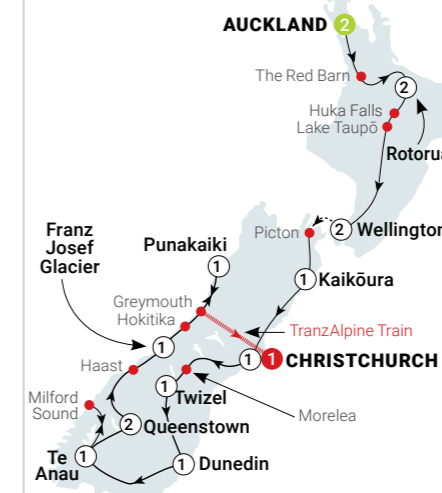 AUCKLAND 2
The Red Barn
2
Huka Falls
Lake Taupō
Rotorua
Picton
2 Wellington
Franz
Josef
Glacier
Punakaiki
1
1 Kaikōura
Greymouth
Hokitika
TranzAlpine Train
1
1
1 CHRISTCHURCH
Haast
1
Twizel
Morelea
Milford
Sound
2
Queenstown
Te
Anau
1
1 Dunedin